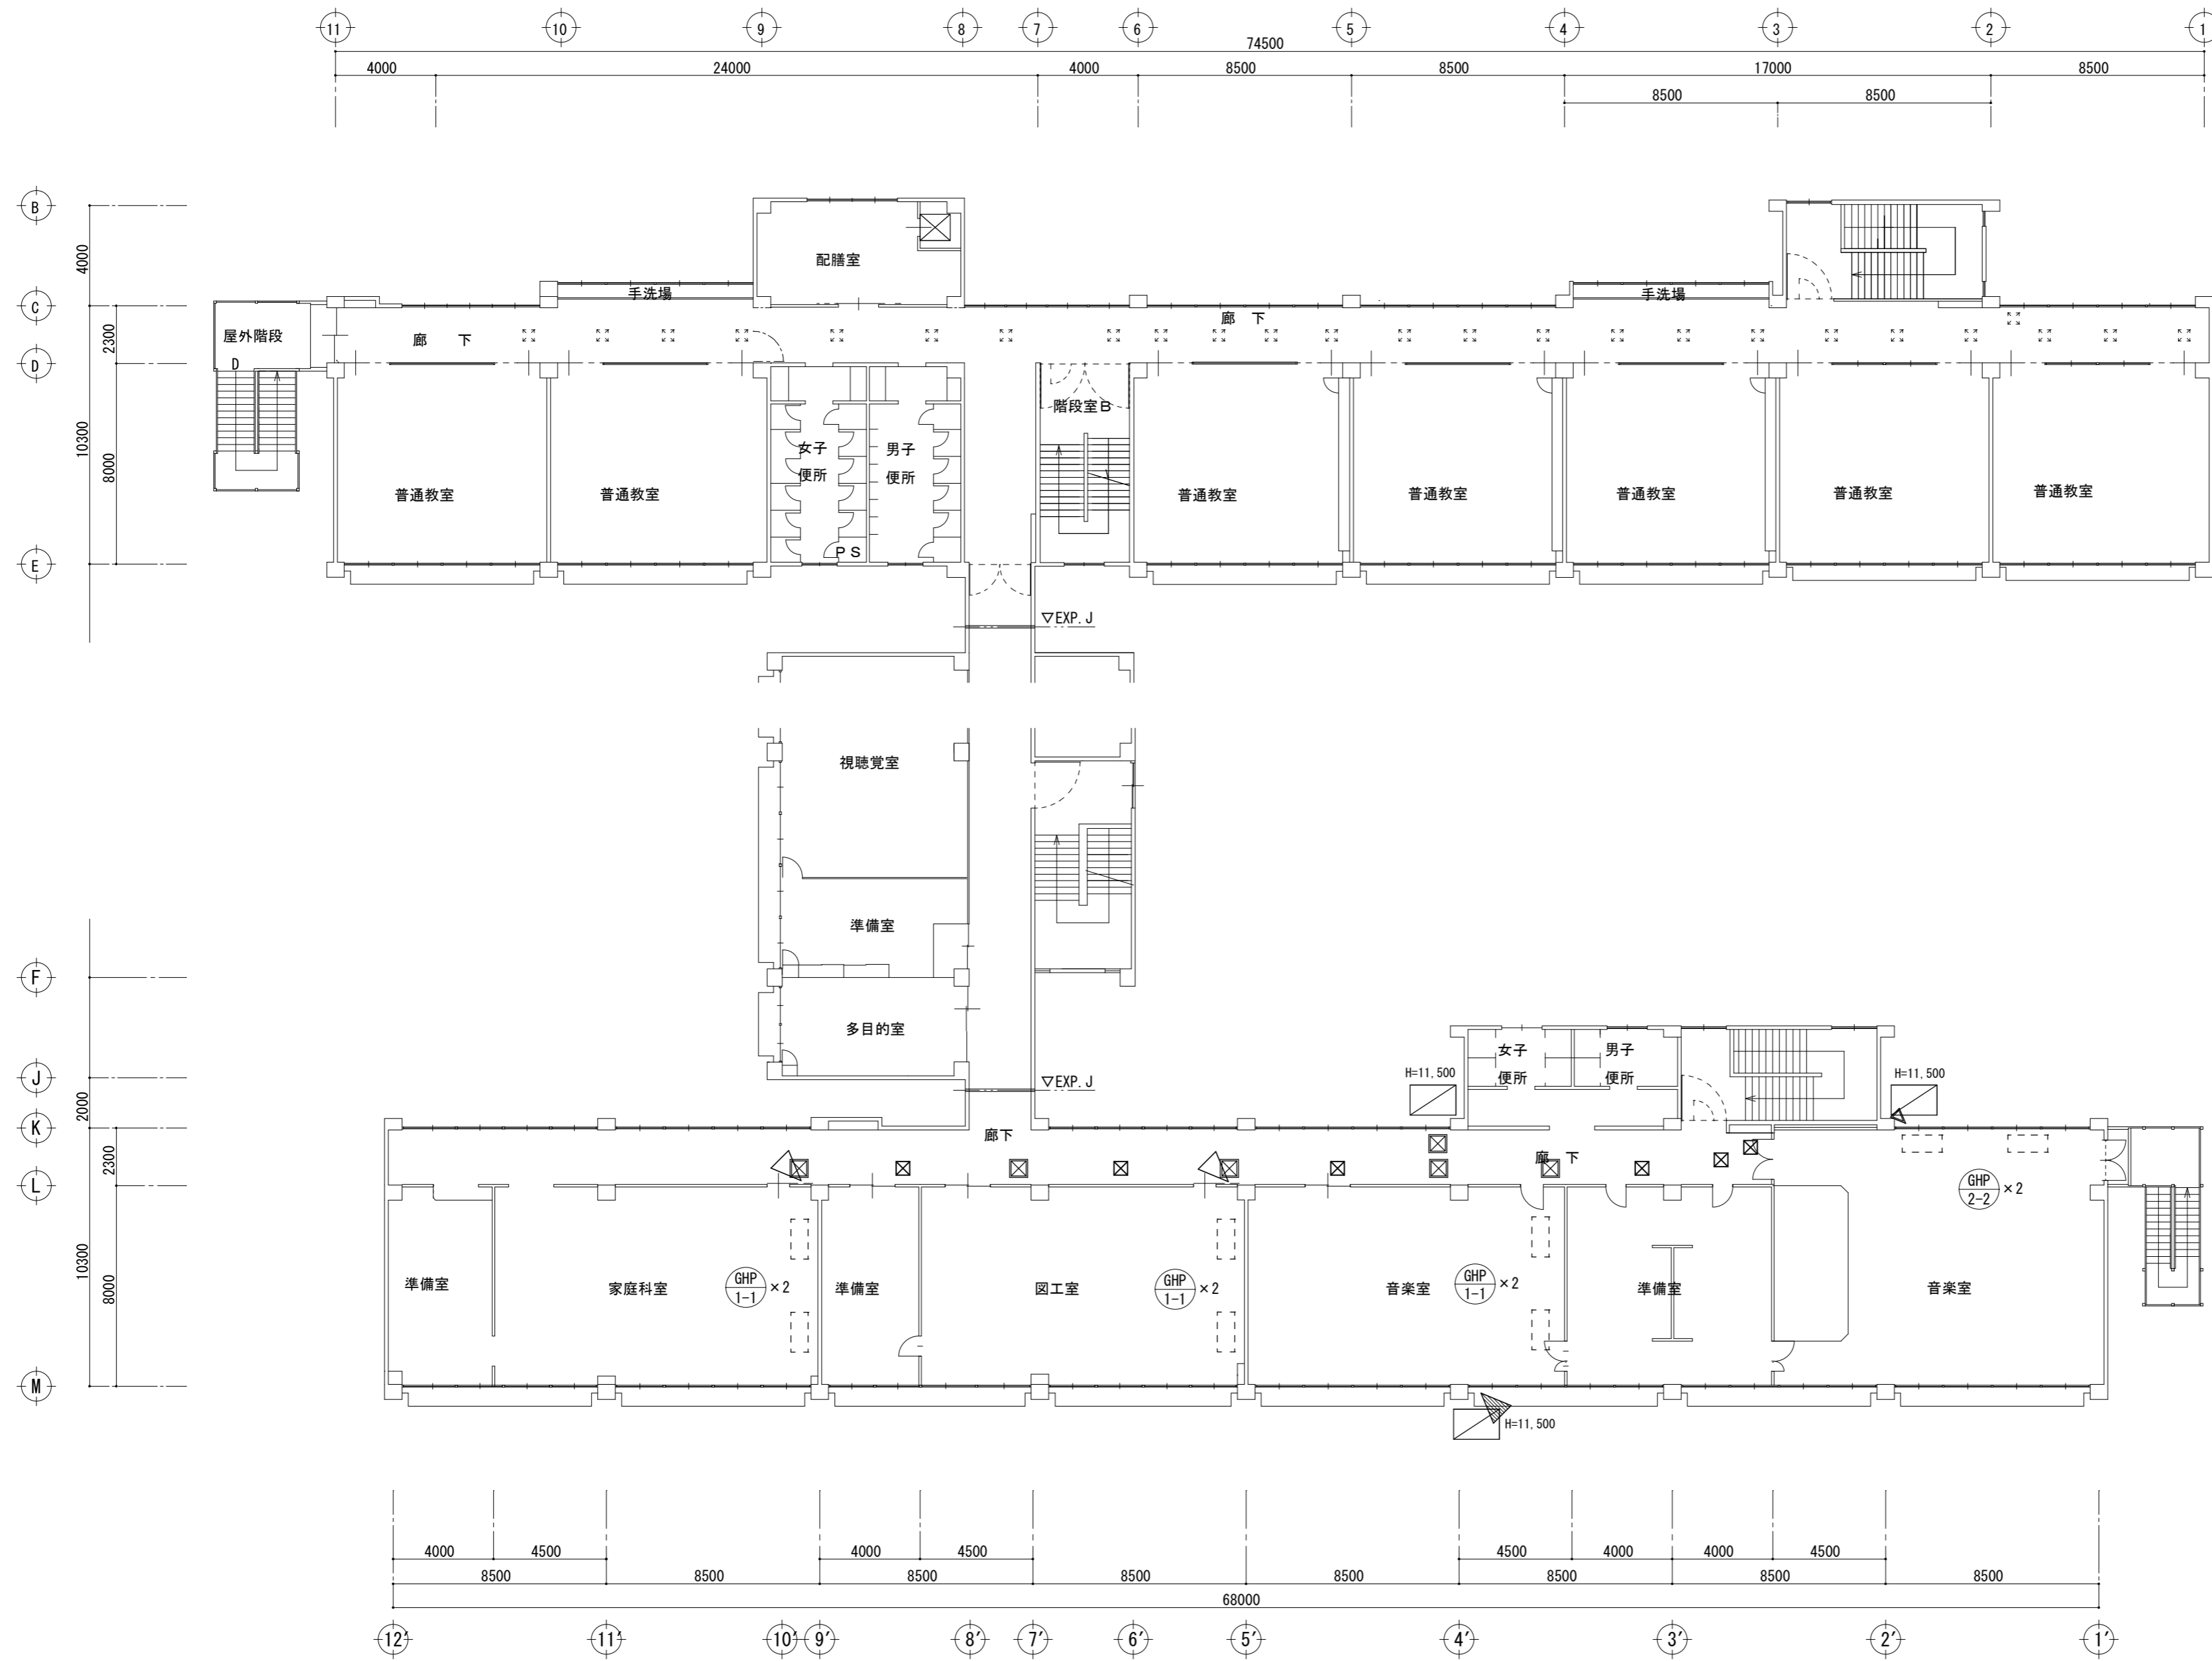 11 10 9 8 7 6 5 4 3 2 1
74500
4000 24000 4000 8500 8500 17000 8500
8500 8500
B
4000
配膳室
C
手洗場
手洗場
2300
屋外階段
D
廊 下
廊 下
D
階段室B
10300
8000
女子
便所
男子
便所
普通教室 普通教室 普通教室 普通教室 普通教室 普通教室 普通教室
PS
E
▽EXP.J
視聴覚室
準備室
F
多目的室
J
▽EXP.J
2000
女子
便所
男子
便所
H=11,500
H=11,500
K
廊下
2300
廊 下
L
GHP
2-2
×2
10300
8000
準備室
家庭科室
GHP
1-1
×2
準備室
図工室
GHP
1-1
×2
音楽室
GHP
1-1
×2
準備室
音楽室
M
H=11,500
4000 4500 4000 4500 4500 4000 4000 4500
8500 8500 8500 8500 8500 8500 8500 8500
68000
12' 11' 10' 9' 8' 7' 6' 5' 4' 3' 2' 1'